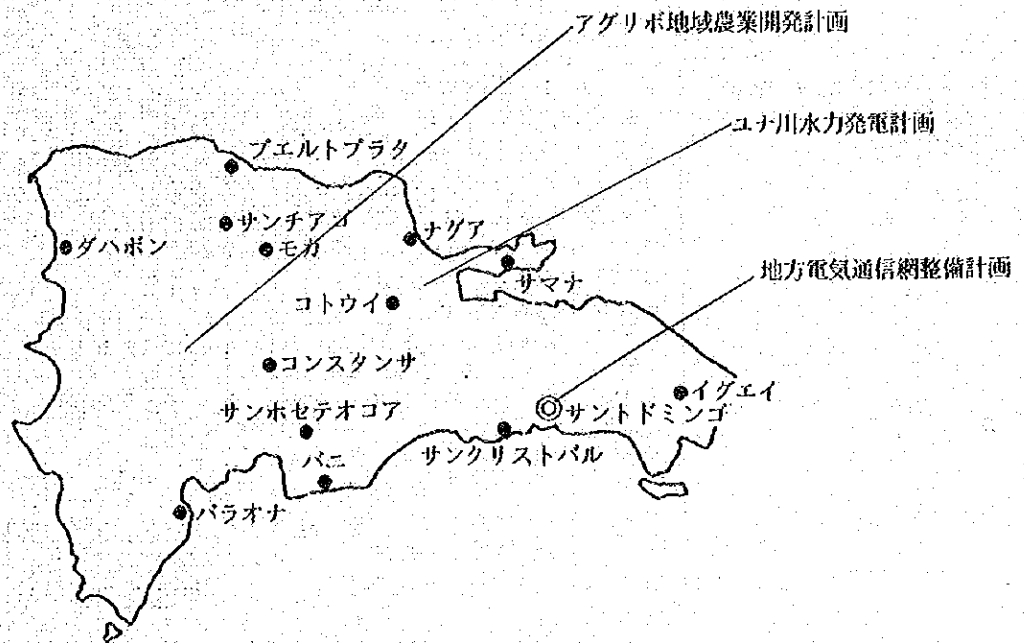 アグリポ地域農業開発計画
ユナ川水力発電計画
プエルトプラタ
サンチアゴ
ナグア
ダハボン
モカ
地方電気通信網整備計画
サマナ
コトウイ
コンスタンサ
イグエイ
サンホセテオコア
サントドミンゴ
バニ
サンクリストバル
バラオナ